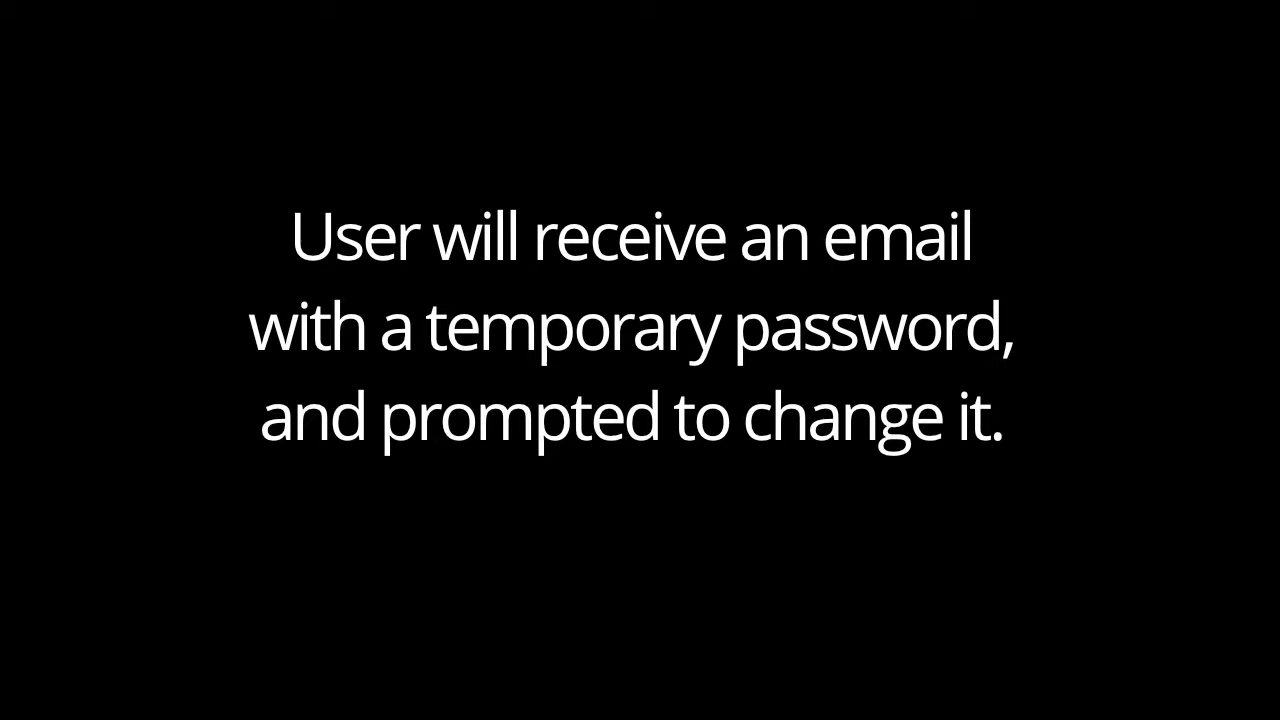 User will receive an email
with a temporary password,
and prompted to change it.